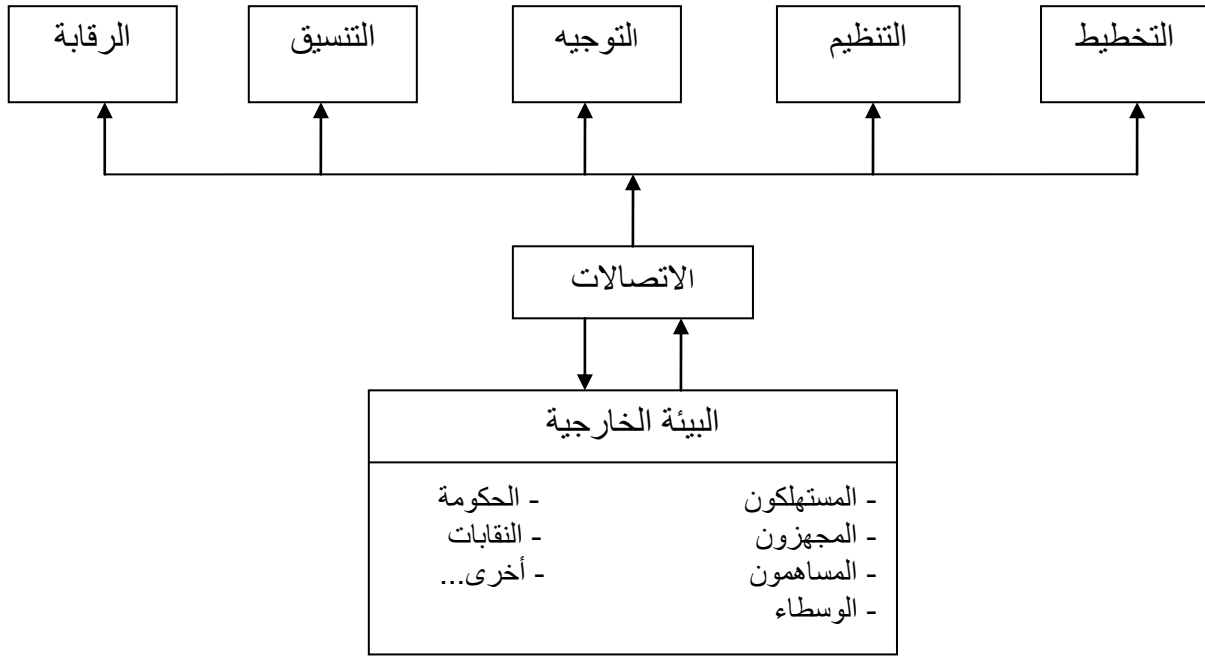 التخطيط
التنظيم
التوجيه
التنسيق
الرقابة
الاتصالات
البيئة الخارجية
- المستهلكون
- المجهزون
- المساهمون
- الوسطاء
- الحكومة
- النقابات
- أخرى...